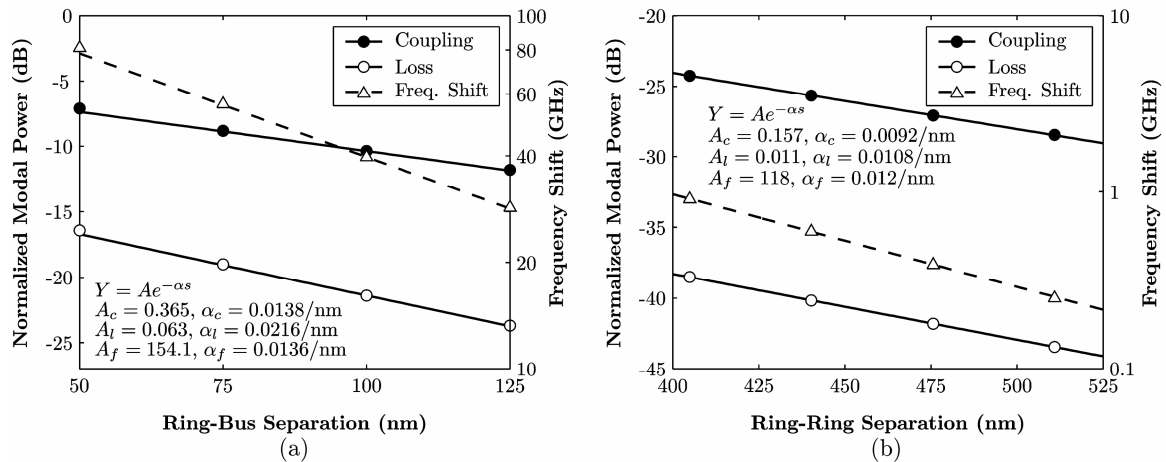 Normalized Modal Power (dB)
0
-5
-10
-15
-20
-25
50
75
100
125
Ring-Bus Separation (nm)
(a)
100
80
60
40
20
10
Frequency Shift (GHz)
Coupling
Loss
Freq. Shift
Y = Ae^{-αs}
A_c = 0.365, α_c = 0.0138/nm
A_l = 0.063, α_l = 0.0216/nm
A_f = 154.1, α_f = 0.0136/nm
Normalized Modal Power (dB)
-20
-25
-30
-35
-40
-45
400
425
450
475
500
525
Ring-Ring Separation (nm)
(b)
10
1
0.1
Frequency Shift (GHz)
Coupling
Loss
Freq. Shift
Y = Ae^{-αs}
A_c = 0.157, α_c = 0.0092/nm
A_l = 0.011, α_l = 0.0108/nm
A_f = 118, α_f = 0.012/nm